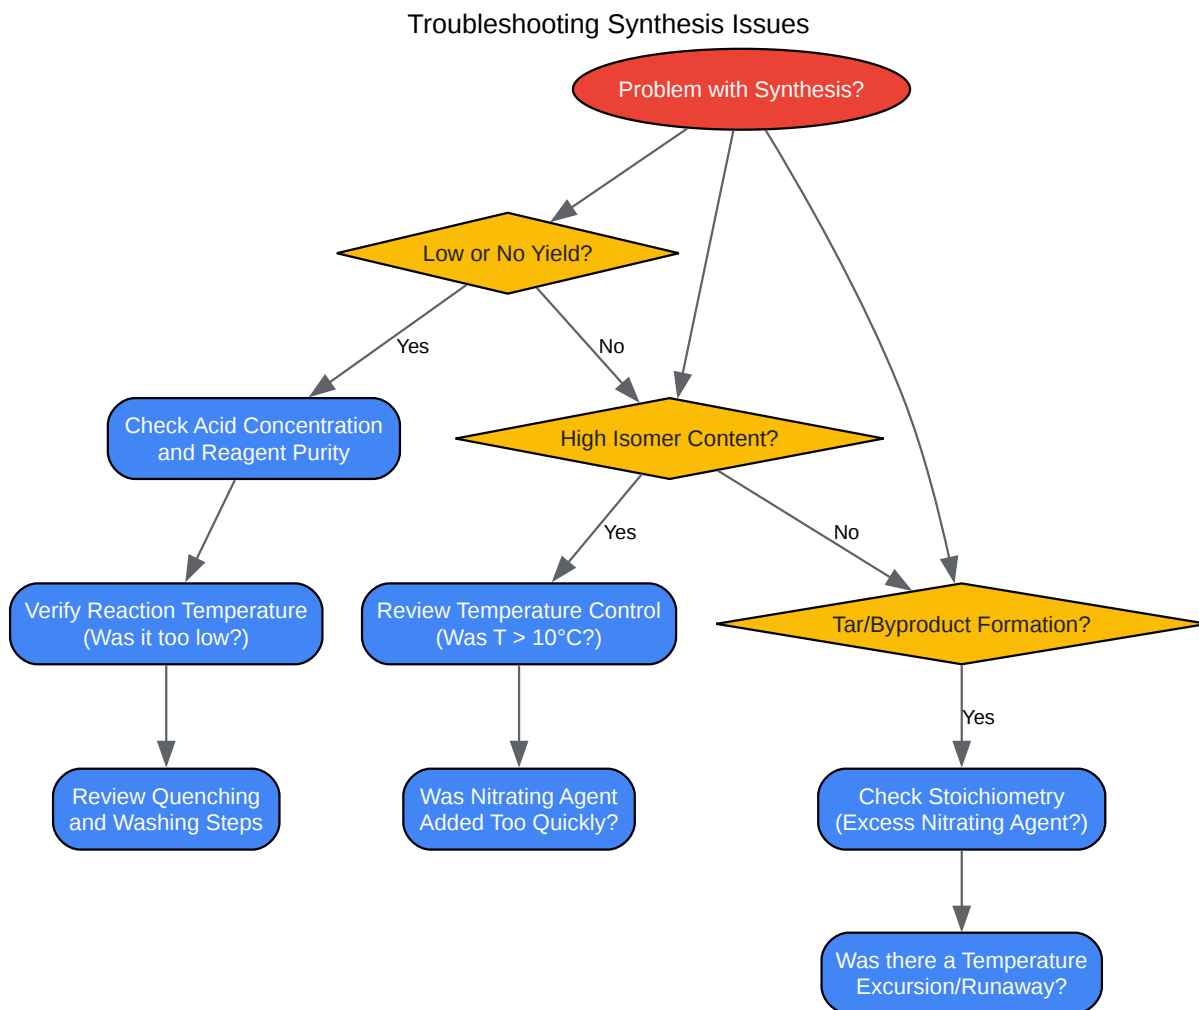 Troubleshooting Synthesis Issues
Problem with Synthesis?
Low or No Yield?
Yes
No
Check Acid Concentration
and Reagent Purity
High Isomer Content?
Yes
No
Verify Reaction Temperature
(Was it too low?)
Review Temperature Control
(Was T > 10°C?)
Tar/Byproduct Formation?
Yes
Review Quenching
and Washing Steps
Was Nitrating Agent
Added Too Quickly?
Check Stoichiometry
(Excess Nitrating Agent?)
Was there a Temperature
Excursion/Runaway?